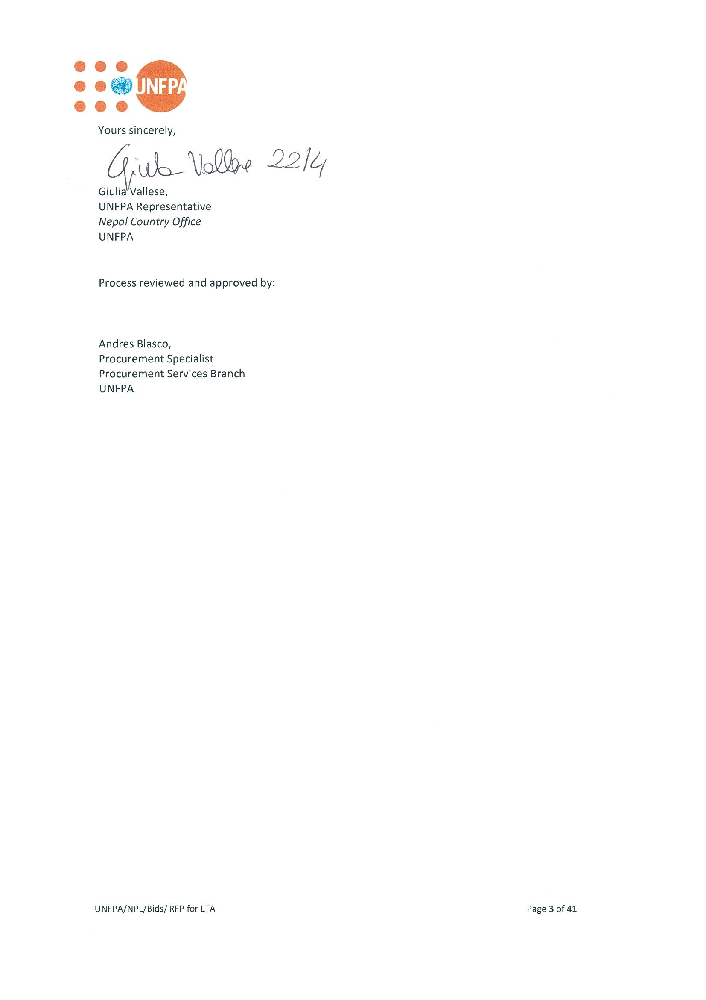 UNFPA
Yours sincerely,
Giulia Vallese 22/4
Giulia Vallese,
UNFPA Representative
Nepal Country Office
UNFPA
Process reviewed and approved by:
Andres Blasco,
Procurement Specialist
Procurement Services Branch
UNFPA
UNFPA/NPL/Bids/ RFP for LTA Page 3 of 41